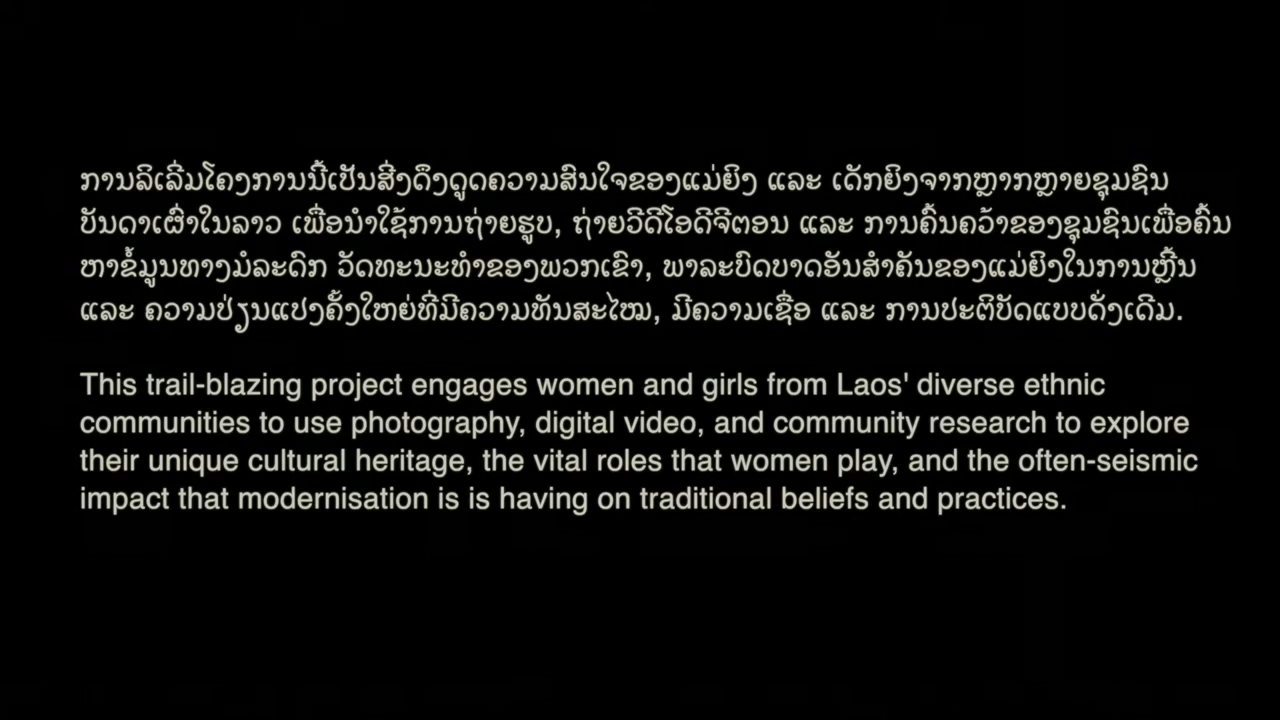 ການລິເລີ່ມໂຄງການນີ້ເປັນສິ່ງດຶງດູດຄວາມສົນໃຈຂອງແມ່ຍິງ ແລະ ເດັກຍິງຈາກຫຼາກຫຼາຍຊຸມຊົນ
ບັນດາເຜົ່າໃນລາວ ເພື່ອນຳໃຊ້ການຖ່າຍຮູບ, ຖ່າຍວີດີໂອດີຈີຕອນ ແລະ ການຄົ້ນຄວ້າຂອງຊຸມຊົນເພື່ອຄົ້ນ
ຫາຂໍ້ມູນທາງມໍລະດົກ ວັດທະນະທຳຂອງພວກເຂົາ, ພາລະບົດບາດອັນສຳຄັນຂອງແມ່ຍິງໃນການຫຼິ້ນ
ແລະ ຄວາມປ່ຽນແປງຄັ້ງໃຫຍ່ທີ່ມີຄວາມທັນສະໄໝ, ມີຄວາມເຊື່ອ ແລະ ການປະຕິບັດແບບດັ່ງເດີມ.
This trail-blazing project engages women and girls from Laos' diverse ethnic
communities to use photography, digital video, and community research to explore
their unique cultural heritage, the vital roles that women play, and the often-seismic
impact that modernisation is is having on traditional beliefs and practices.